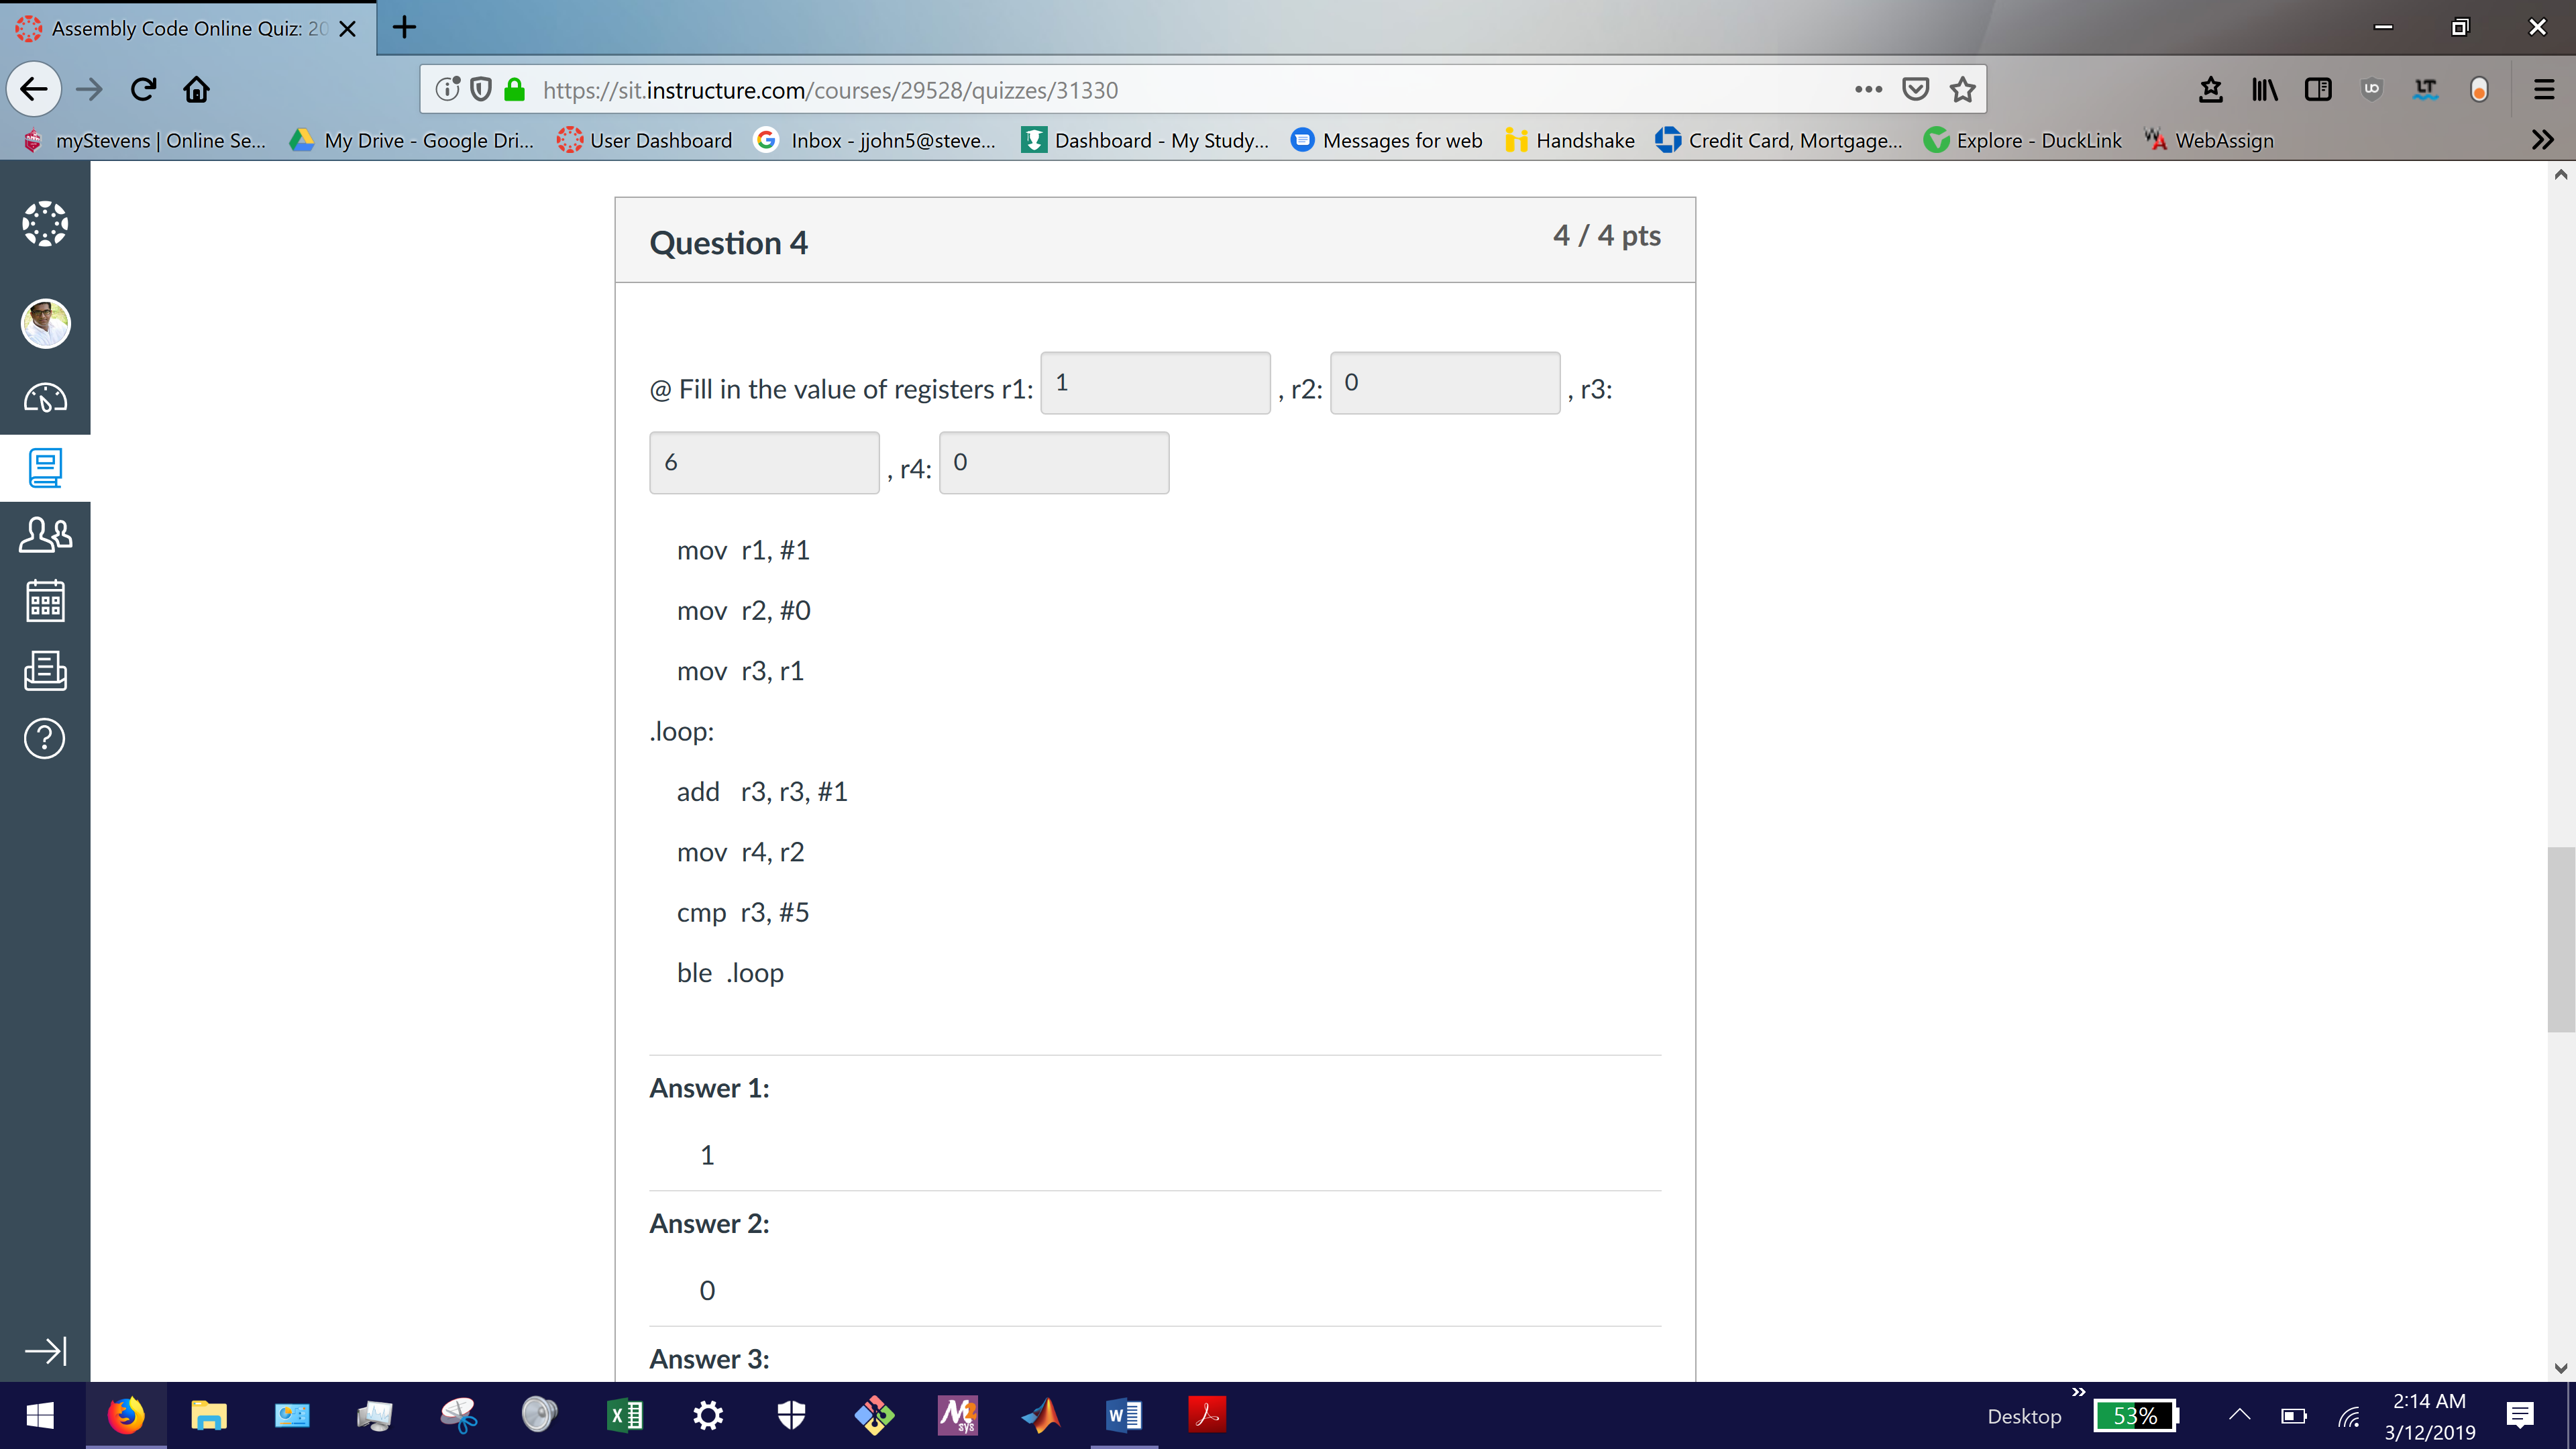 Assembly Code Online Quiz: 20
https://sit.instructure.com/courses/29528/quizzes/31330
myStevens | Online Se... My Drive - Google Dri... User Dashboard Inbox - jjohn5@steve... Dashboard - My Study... Messages for web Handshake Credit Card, Mortgage... Explore - DuckLink WebAssign
Question 4 4 / 4 pts
@ Fill in the value of registers r1: 1 , r2: 0 , r3:
6 , r4: 0
mov r1, #1
mov r2, #0
mov r3, r1
.loop:
add r3, r3, #1
mov r4, r2
cmp r3, #5
ble .loop
Answer 1:
1
Answer 2:
0
Answer 3:
Desktop 53% 2:14 AM
3/12/2019